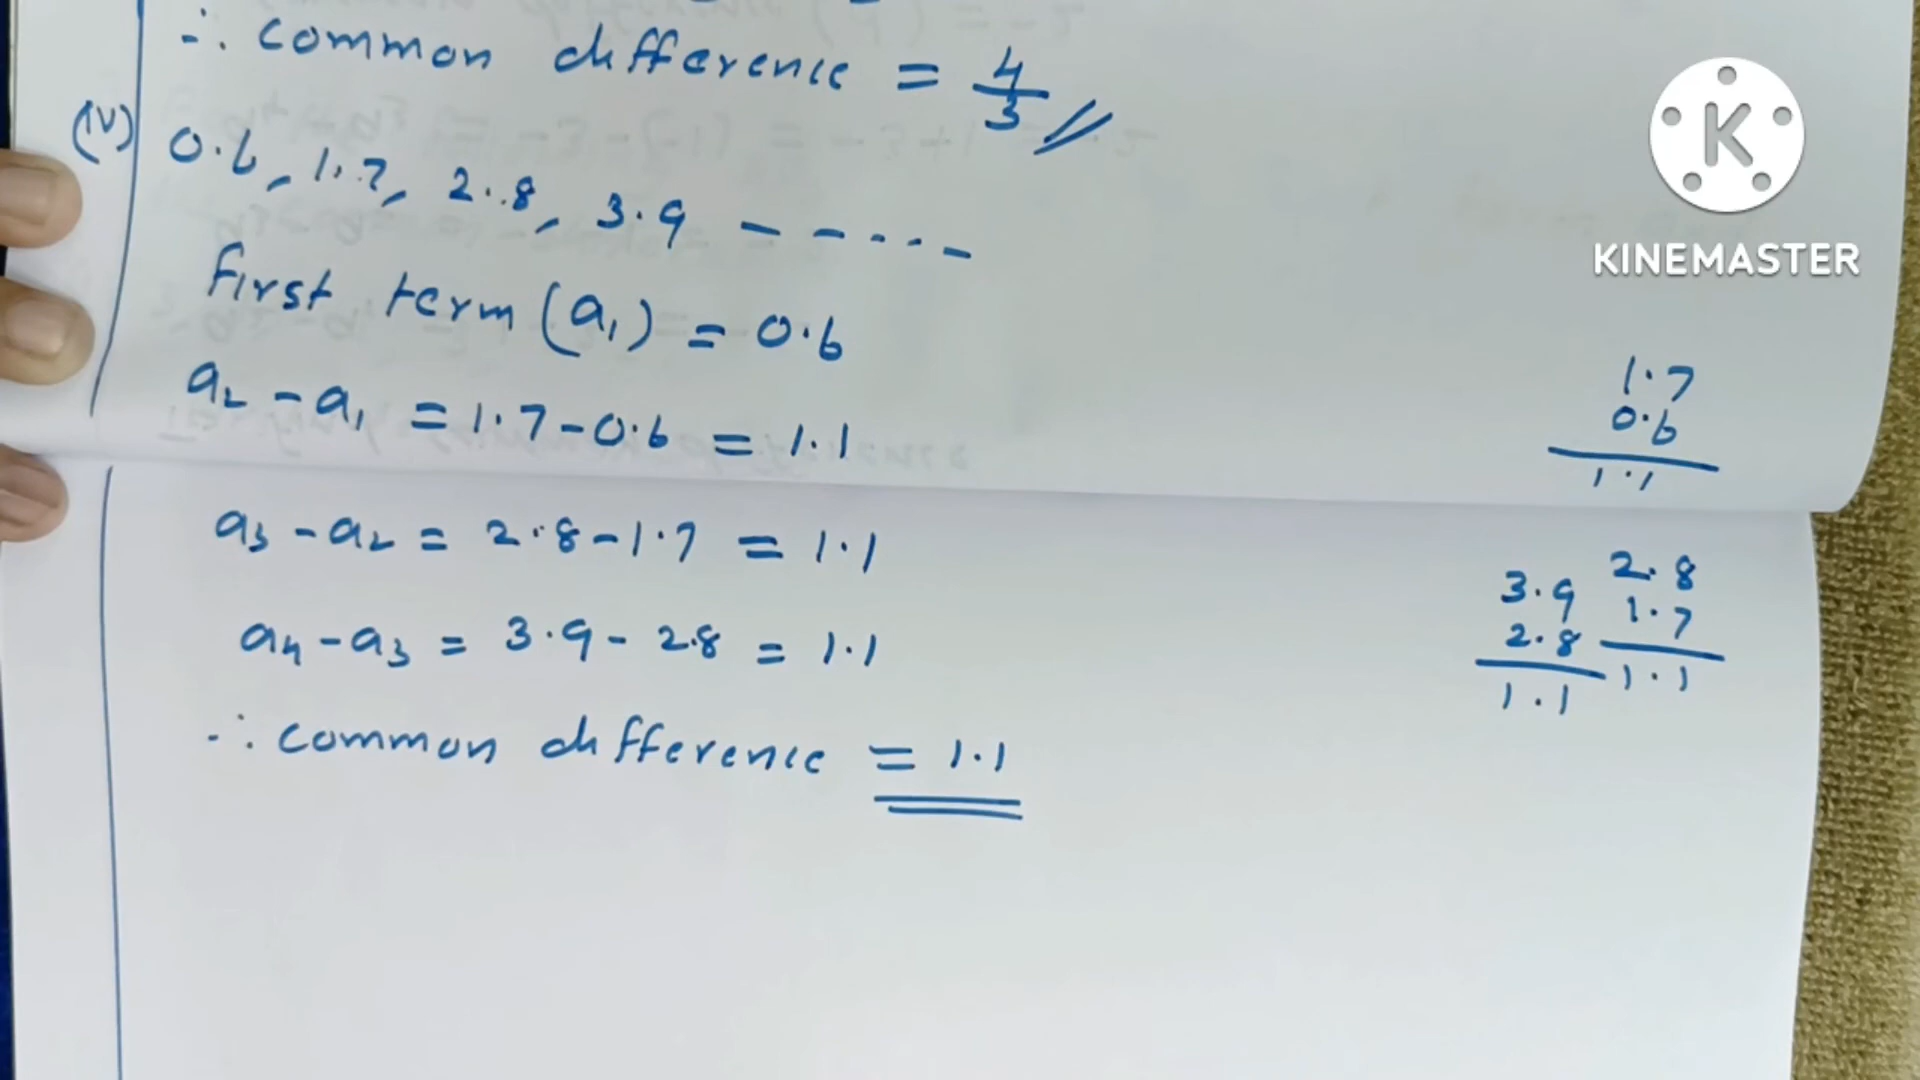 ∴ common difference = 4/3 //
(iv) 0.6, 1.7, 2.8, 3.9 - - - - - -
First term (a₁) = 0.6
a₂ - a₁ = 1.7 - 0.6 = 1.1
a₃ - a₂ = 2.8 - 1.7 = 1.1
a₄ - a₃ = 3.9 - 2.8 = 1.1
∴ common difference = 1.1
K
KINEMASTER
1.7
0.6
1.1
3.9
2.8
1.1
2.8
1.7
1.1